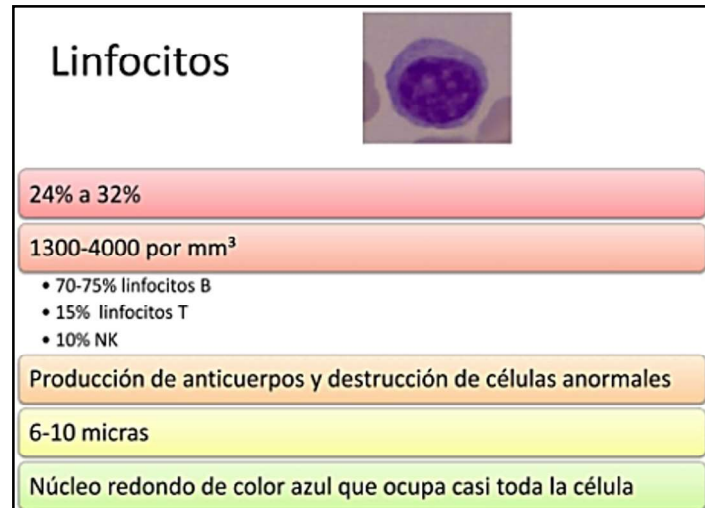 Linfocitos
24% a 32%
1300-4000 por mm³
• 70-75% linfocitos B
• 15% linfocitos T
• 10% NK
Producción de anticuerpos y destrucción de células anormales
6-10 micras
Núcleo redondo de color azul que ocupa casi toda la célula